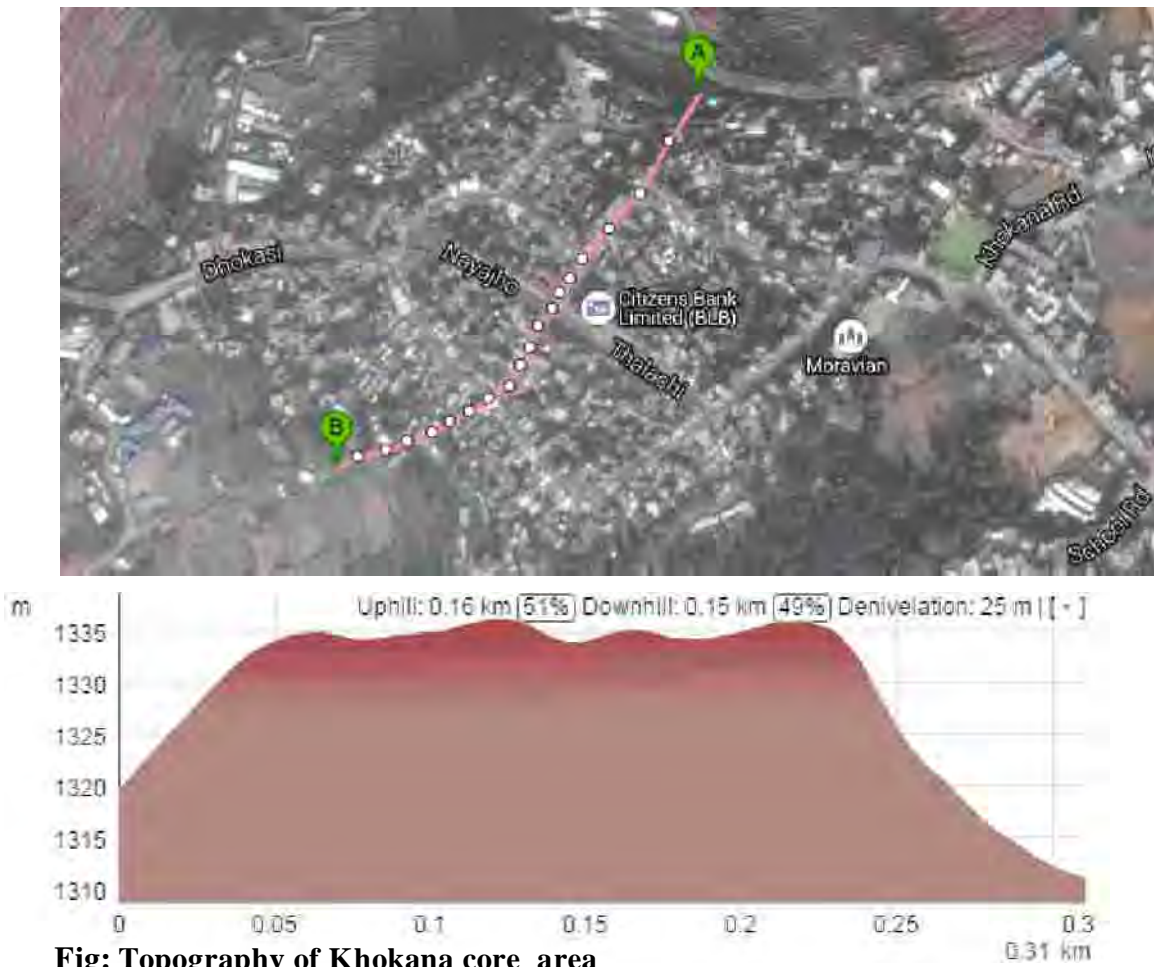 A
Khokana Rd
Dhokasi
Nayajho
Citizens Bank
Limited (BLB)
Thalachi
Moravian
B
School Rd
m
Uphill: 0.16 km [51%] Downhill: 0.15 km [49%] Denivelation: 25 m | [ - ]
1335
1330
1325
1320
1315
1310
0 0.05 0.1 0.15 0.2 0.25 0.3
0.31 km
Fig: Topography of Khokana core area